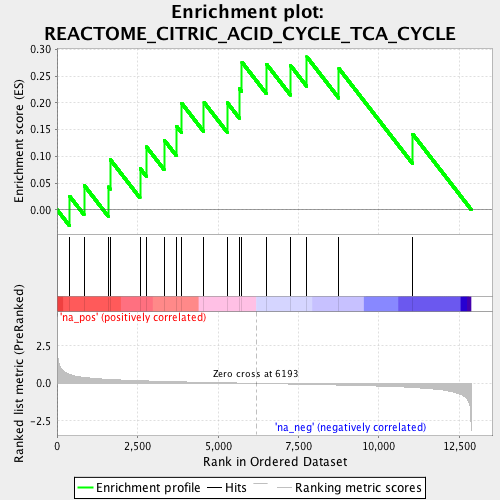 Enrichment plot:
REACTOME_CITRIC_ACID_CYCLE_TCA_CYCLE
Enrichment score (ES)
0.30
0.25
0.20
0.15
0.10
0.05
0.00
'na_pos' (positively correlated)
Ranked list metric (PreRanked)
2.5
0.0
-2.5
Zero cross at 6193
'na_neg' (negatively correlated)
0 2,500 5,000 7,500 10,000 12,500
Rank in Ordered Dataset
Enrichment profile Hits Ranking metric scores